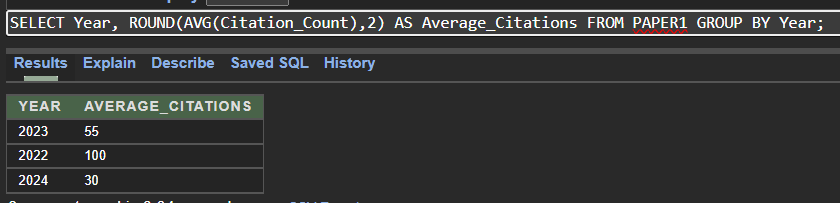 SELECT Year, ROUND(AVG(Citation_Count),2) AS Average_Citations FROM PAPER1 GROUP BY Year;
Results Explain Describe Saved SQL History
YEAR AVERAGE_CITATIONS
2023 55
2022 100
2024 30